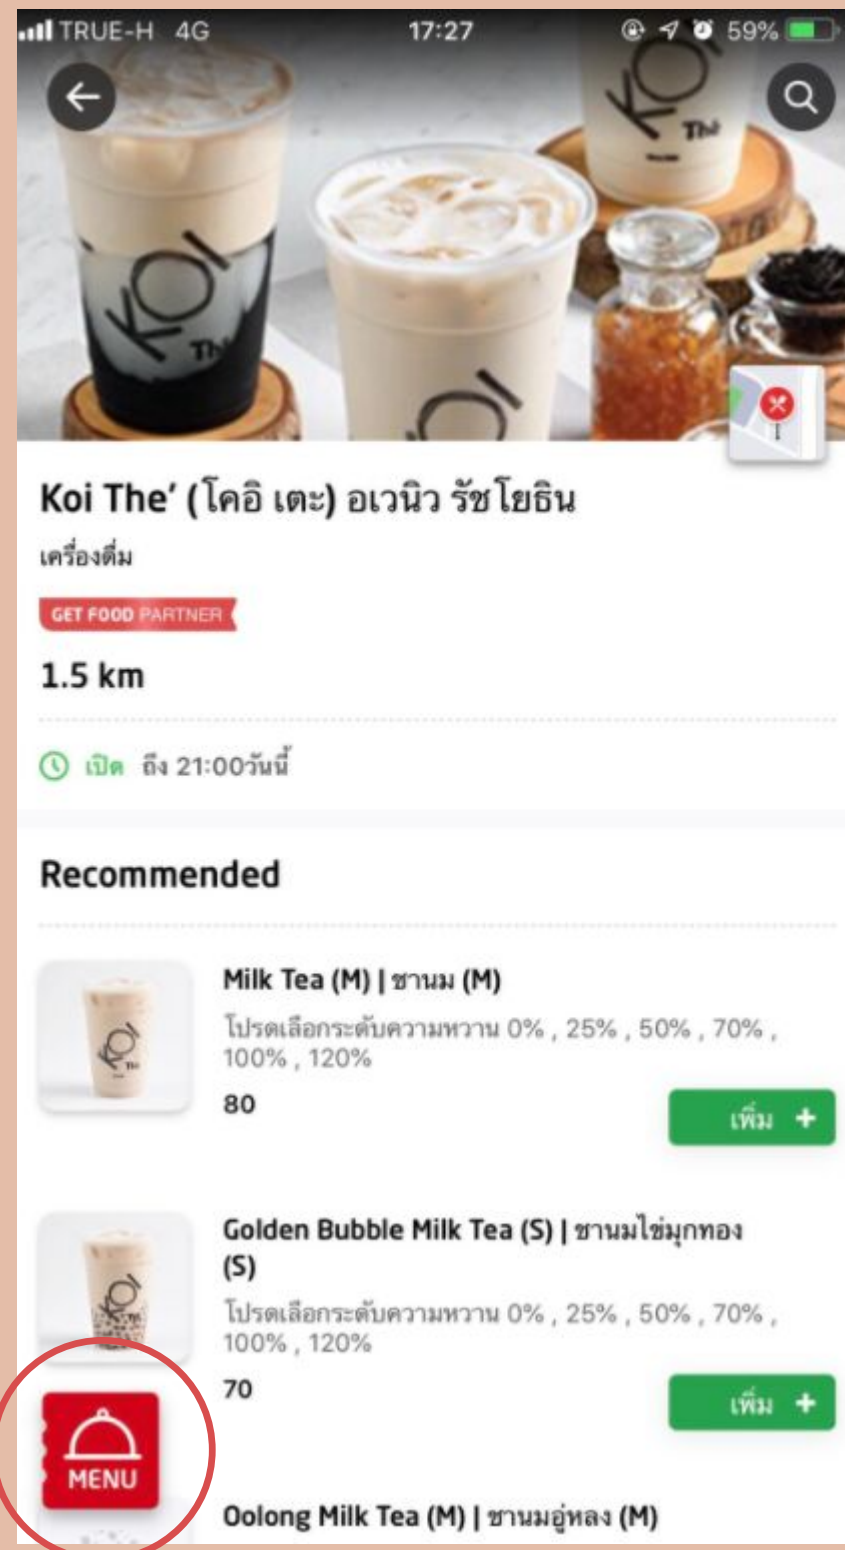 TRUE-H 4G 17:27 59%
KOI
Thé
KOI
Thé
KOI
Koi The′ (โคอิ เตะ) อเวนิว รัชโยธิน
เครื่องดื่ม
GET FOOD PARTNER
1.5 km
เปิด ถึง 21:00วันนี้
Recommended
Milk Tea (M) | ชานม (M)
โปรดเลือกระดับความหวาน 0% , 25% , 50% , 70% ,
100% , 120%
80
เพิ่ม +
KOI
Golden Bubble Milk Tea (S) | ชานมไข่มุกทอง
(S)
โปรดเลือกระดับความหวาน 0% , 25% , 50% , 70% ,
100% , 120%
70
เพิ่ม +
KOI
MENU
Oolong Milk Tea (M) | ชานมอู่หลง (M)